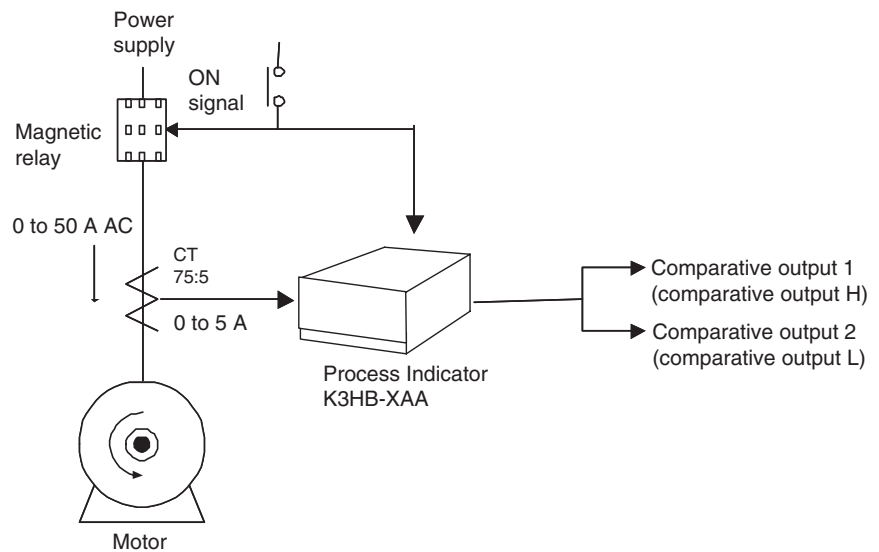 Power
supply
ON
signal
Magnetic
relay
0 to 50 A AC
CT
75:5
0 to 5 A
Comparative output 1
(comparative output H)
Comparative output 2
(comparative output L)
Process Indicator
K3HB-XAA
Motor